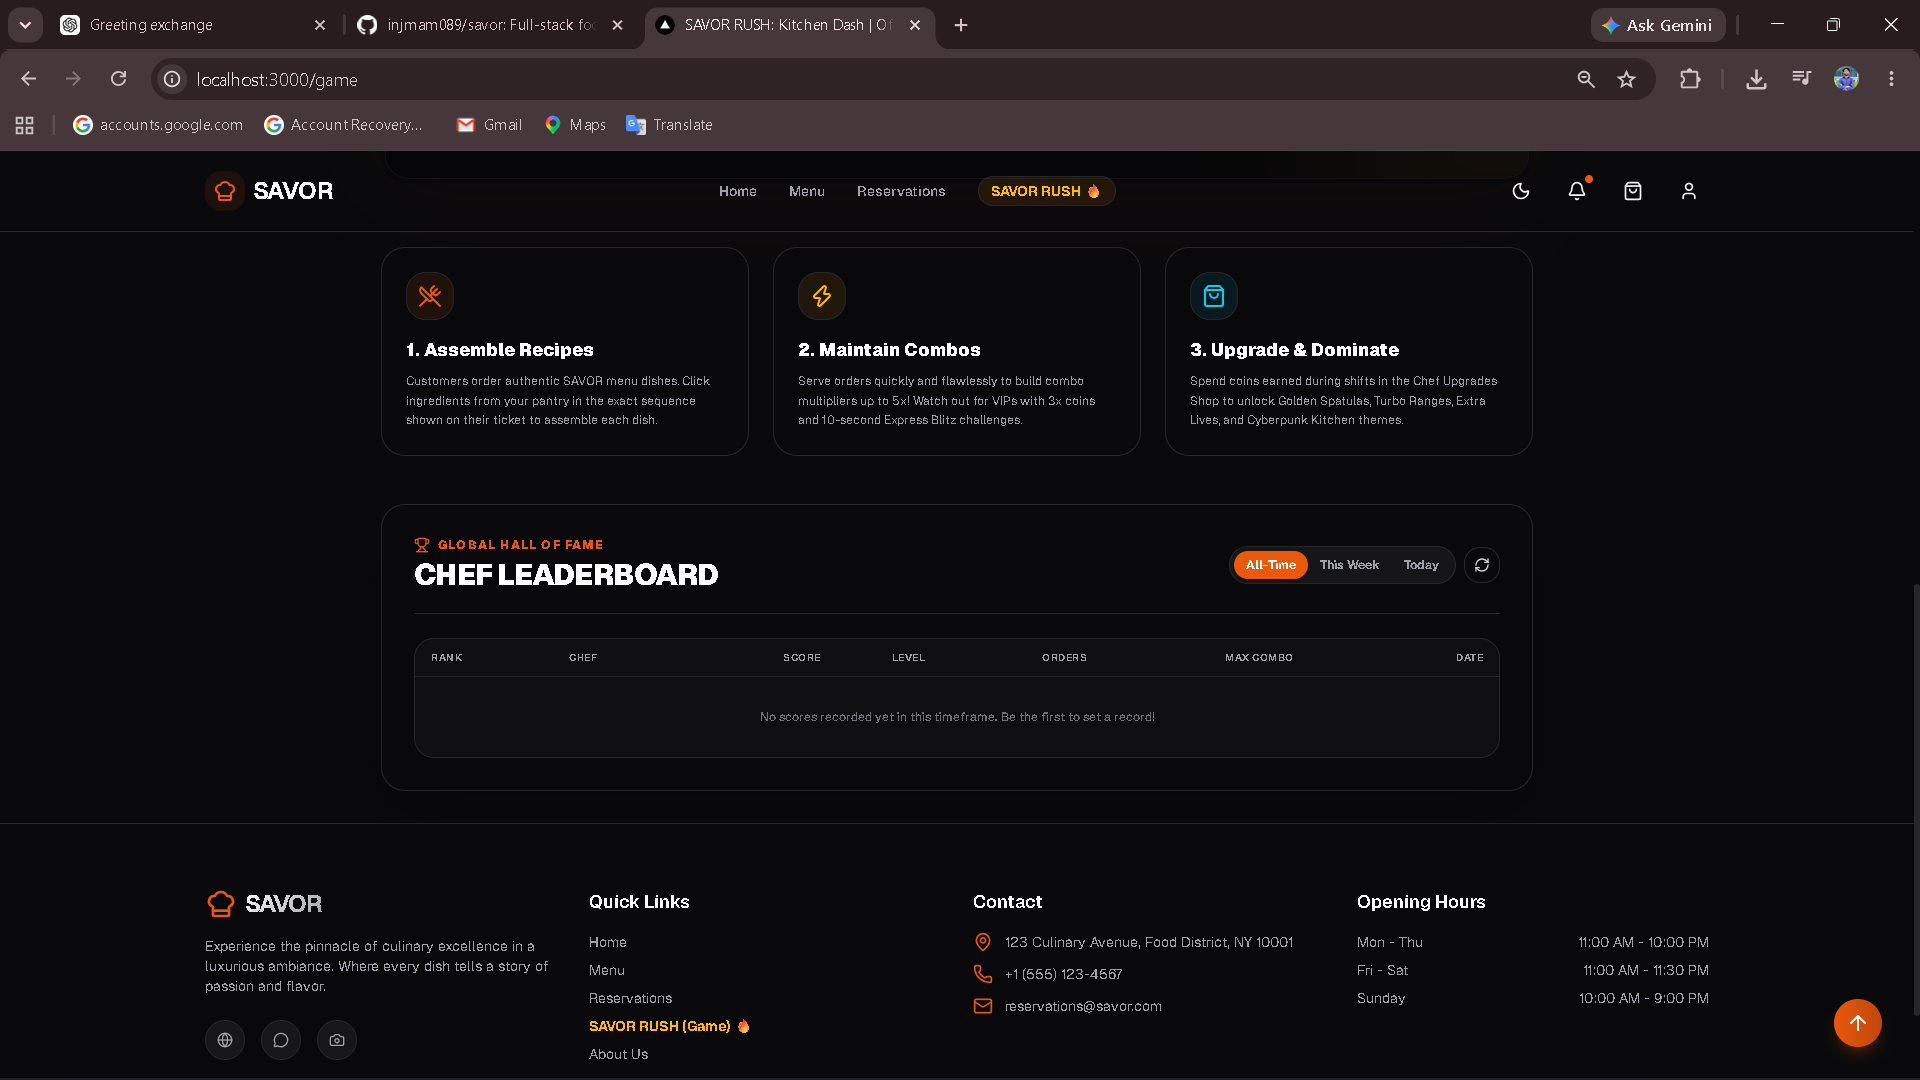 Greeting exchange
injmam089/savor: Full-stack fo
SAVOR RUSH: Kitchen Dash | Of
Ask Gemini
localhost:3000/game
accounts.google.com
Account Recovery...
Gmail
Maps
Translate
SAVOR
Home
Menu
Reservations
SAVOR RUSH 🔥
1. Assemble Recipes
Customers order authentic SAVOR menu dishes. Click
ingredients from your pantry in the exact sequence
shown on their ticket to assemble each dish.
2. Maintain Combos
Serve orders quickly and flawlessly to build combo
multipliers up to 5x! Watch out for VIPs with 3x coins
and 10-second Express Blitz challenges.
3. Upgrade & Dominate
Spend coins earned during shifts in the Chef Upgrades
Shop to unlock Golden Spatulas, Turbo Ranges, Extra
Lives, and Cyberpunk Kitchen themes.
GLOBAL HALL OF FAME
CHEF LEADERBOARD
All-Time
This Week
Today
RANK CHEF SCORE LEVEL ORDERS MAX COMBO DATE
No scores recorded yet in this timeframe. Be the first to set a record!
SAVOR
Experience the pinnacle of culinary excellence in a
luxurious ambiance. Where every dish tells a story of
passion and flavor.
Quick Links
Home
Menu
Reservations
SAVOR RUSH (Game) 🔥
About Us
Contact
123 Culinary Avenue, Food District, NY 10001
+1 (555) 123-4567
reservations@savor.com
Opening Hours
Mon - Thu 11:00 AM - 10:00 PM
Fri - Sat 11:00 AM - 11:30 PM
Sunday 10:00 AM - 9:00 PM